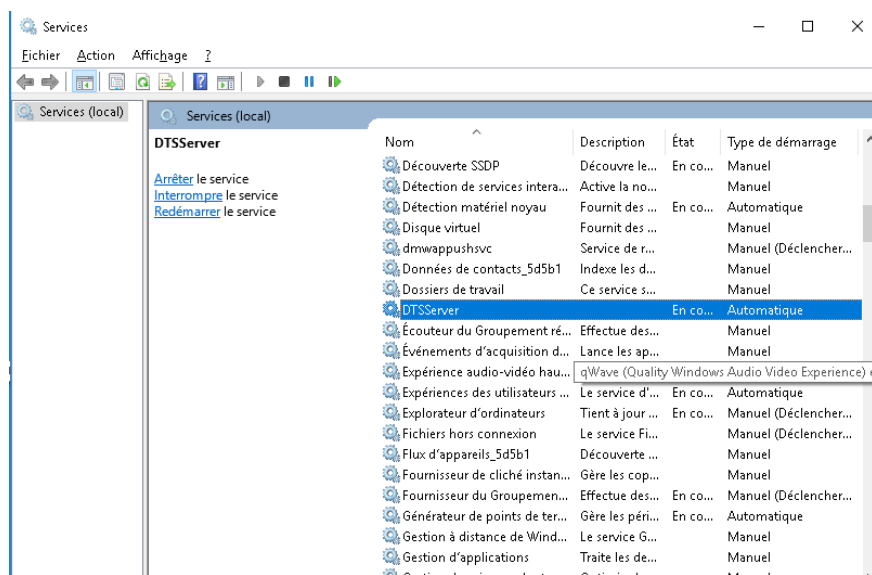 Services
Fichier Action Affichage ?
Services (local)
Services (local)
DTSServer
Arrêter le service
Interrompre le service
Redémarrer le service
Nom Description État Type de démarrage
Découverte SSDP Découvre le... En co... Manuel
Détection de services intera... Active la no... Manuel
Détection matériel noyau Fournit des ... En co... Automatique
Disque virtuel Fournit des ... Manuel
dmwappushsvc Service de r... Manuel (Déclencher...
Données de contacts_5d5b1 Indexe les d... Manuel
Dossiers de travail Ce service s... Manuel
DTSServer En co... Automatique
Écouteur du Groupement ré... Effectue des... Manuel
Événements d'acquisition d... Lance les ap... Manuel
Expérience audio-vidéo hau... qWave (Quality Windows Audio Video Experience) e
Expériences des utilisateurs ... Le service d'... En co... Automatique
Explorateur d'ordinateurs Tient à jour ... En co... Manuel (Déclencher...
Fichiers hors connexion Le service Fi... Manuel (Déclencher...
Flux d'appareils_5d5b1 Découverte ... Manuel
Fournisseur de cliché instan... Gère les cop... Manuel
Fournisseur du Groupemen... Effectue des... En co... Manuel (Déclencher...
Générateur de points de ter... Gère les péri... En co... Automatique
Gestion à distance de Wind... Le service G... Manuel
Gestion d'applications Traite les de... Manuel